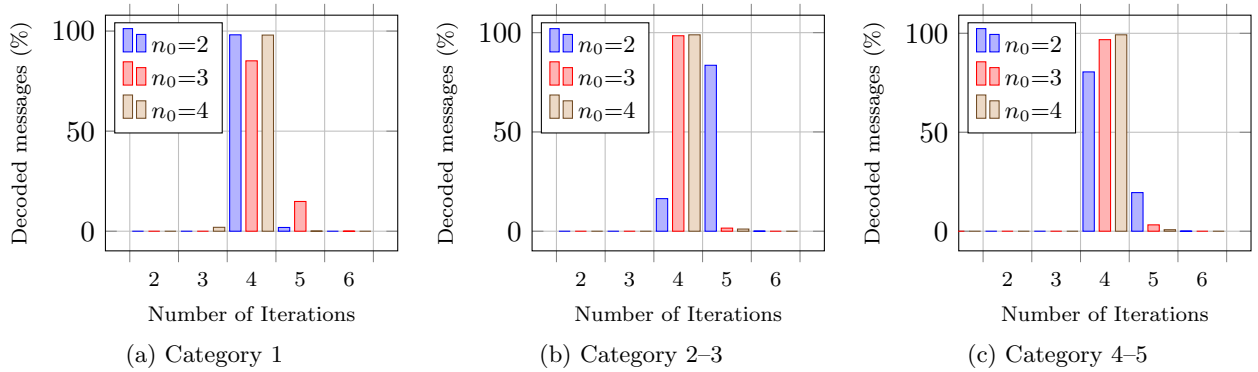 Decoded messages (%)
100
50
0
n₀=2
n₀=3
n₀=4
2 3 4 5 6
Number of Iterations
(a) Category 1
Decoded messages (%)
100
50
0
n₀=2
n₀=3
n₀=4
2 3 4 5 6
Number of Iterations
(b) Category 2–3
Decoded messages (%)
100
50
0
n₀=2
n₀=3
n₀=4
2 3 4 5 6
Number of Iterations
(c) Category 4–5